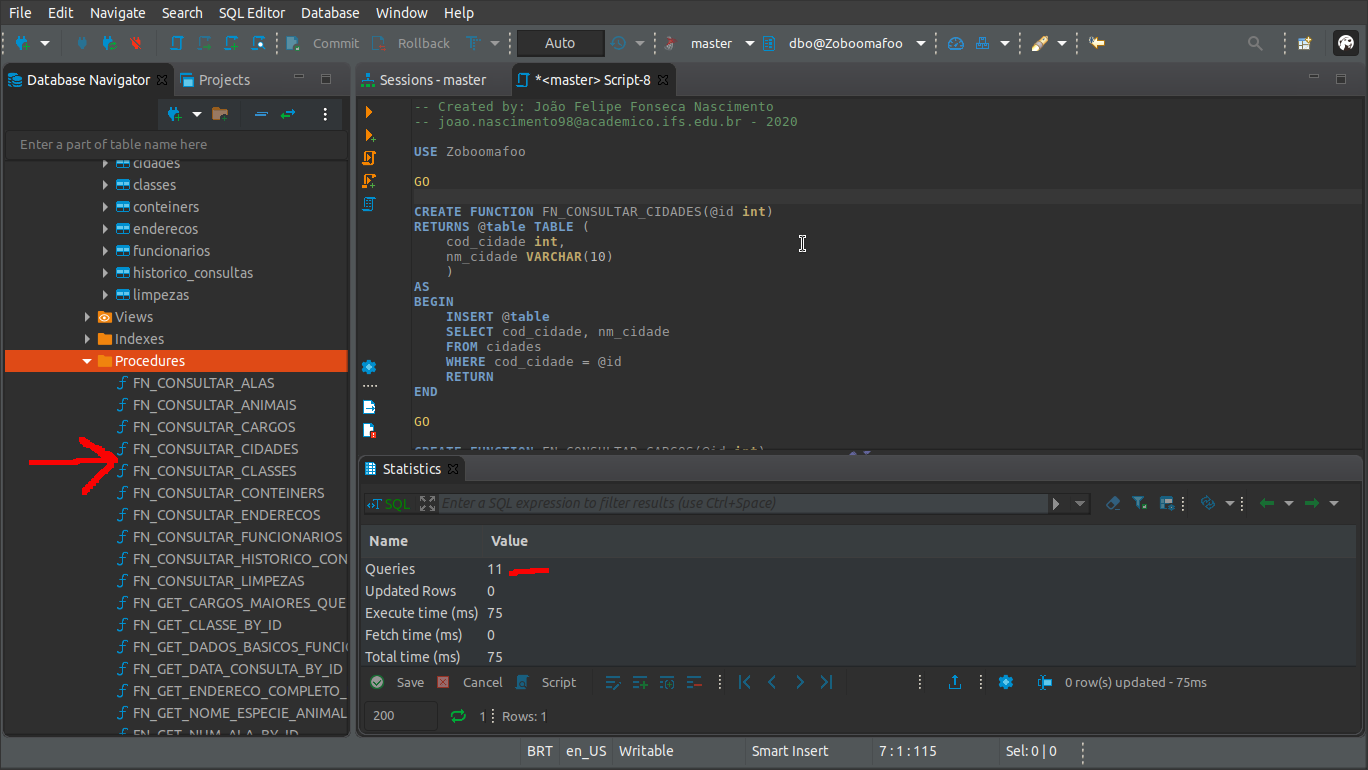 File Edit Navigate Search SQL Editor Database Window Help
Commit Rollback Auto master dbo@Zoboomafoo
Database Navigator Projects
Enter a part of table name here
cidades
classes
conteiners
enderecos
funcionarios
historico_consultas
limpezas
Views
Indexes
Procedures
FN_CONSULTAR_ALAS
FN_CONSULTAR_ANIMAIS
FN_CONSULTAR_CARGOS
FN_CONSULTAR_CIDADES
FN_CONSULTAR_CLASSES
FN_CONSULTAR_CONTEINERS
FN_CONSULTAR_ENDERECOS
FN_CONSULTAR_FUNCIONARIOS
FN_CONSULTAR_HISTORICO_CON
FN_CONSULTAR_LIMPEZAS
FN_GET_CARGOS_MAIORES_QUE
FN_GET_CLASSE_BY_ID
FN_GET_DADOS_BASICOS_FUNCI
FN_GET_DATA_CONSULTA_BY_ID
FN_GET_ENDERECO_COMPLETO_
FN_GET_NOME_ESPECIE_ANIMAL
FN_GET_NUM_ALA_BY_ID
Sessions - master *<master> Script-8
-- Created by: João Felipe Fonseca Nascimento
-- joao.nascimento98@academico.ifs.edu.br - 2020
USE Zoboomafoo
GO
CREATE FUNCTION FN_CONSULTAR_CIDADES(@id int)
RETURNS @table TABLE (
cod_cidade int,
nm_cidade VARCHAR(10)
)
AS
BEGIN
INSERT @table
SELECT cod_cidade, nm_cidade
FROM cidades
WHERE cod_cidade = @id
RETURN
END
GO
CREATE FUNCTION FN_CONSULTAR_CARGOS(@id int)
Statistics
SQL Enter a SQL expression to filter results (use Ctrl+Space)
Name Value
Queries 11
Updated Rows 0
Execute time (ms) 75
Fetch time (ms) 0
Total time (ms) 75
Save Cancel Script 0 row(s) updated - 75ms
200 1 Rows: 1
BRT en_US Writable Smart Insert 7 : 1 : 115 Sel: 0 | 0